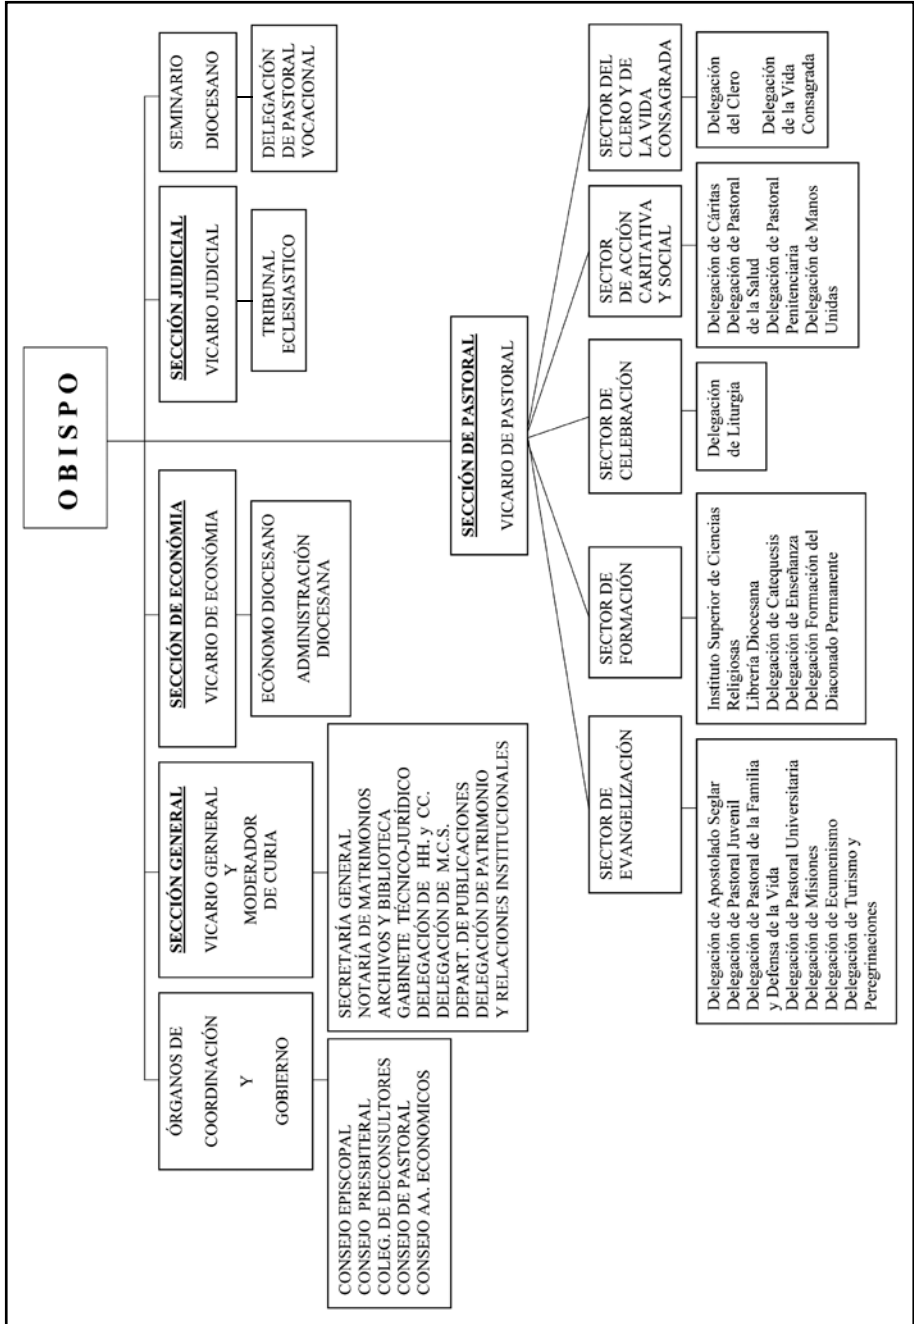 OBISPO
ÓRGANOS DE
COORDINACIÓN
Y
GOBIERNO
CONSEJO EPISCOPAL
CONSEJO PRESBITERAL
COLEG. DE DECONSULTORES
CONSEJO DE PASTORAL
CONSEJO AA. ECONOMICOS
SECCIÓN GENERAL
VICARIO GERNERAL
Y
MODERADOR
DE CURIA
SECRETARÍA GENERAL
NOTARÍA DE MATRIMONIOS
ARCHIVOS Y BIBLIOTECA
GABINETE TÉCNICO-JURÍDICO
DELEGACIÓN DE HH. y CC.
DELEGACIÓN DE M.C.S.
DEPART. DE PUBLICACIONES
DELEGACIÓN DE PATRIMONIO
Y RELACIONES INSTITUCIONALES
SECCIÓN DE ECONÓMIA
VICARIO DE ECONÓMIA
ECÓNOMO DIOCESANO
ADMINISTRACIÓN
DIOCESANA
SECCIÓN JUDICIAL
VICARIO JUDICIAL
TRIBUNAL
ECLESIASTICO
SEMINARIO
DIOCESANO
DELEGACIÓN
DE PASTORAL
VOCACIONAL
SECCIÓN DE PASTORAL
VICARIO DE PASTORAL
SECTOR DE
EVANGELIZACIÓN
Delegación de Apostolado Seglar
Delegación de Pastoral Juvenil
Delegación de Pastoral de la Familia
y Defensa de la Vida
Delegación de Pastoral Universitaria
Delegación de Misiones
Delegación de Ecumenismo
Delegación de Turismo y
Peregrinaciones
SECTOR DE
FORMACIÓN
Instituto Superior de Ciencias
Religiosas
Librería Diocesana
Delegación de Catequesis
Delegación de Enseñanza
Delegación Formación del
Diaconado Permanente
SECTOR DE
CELEBRACIÓN
Delegación
de Liturgia
SECTOR
DE ACCIÓN
CARITATIVA
Y SOCIAL
Delegación de Cáritas
Delegación de Pastoral
de la Salud
Delegación de Pastoral
Penitenciaria
Delegación de Manos
Unidas
SECTOR DEL
CLERO Y DE
LA VIDA
CONSAGRADA
Delegación
del Clero
Delegación
de la Vida
Consagrada